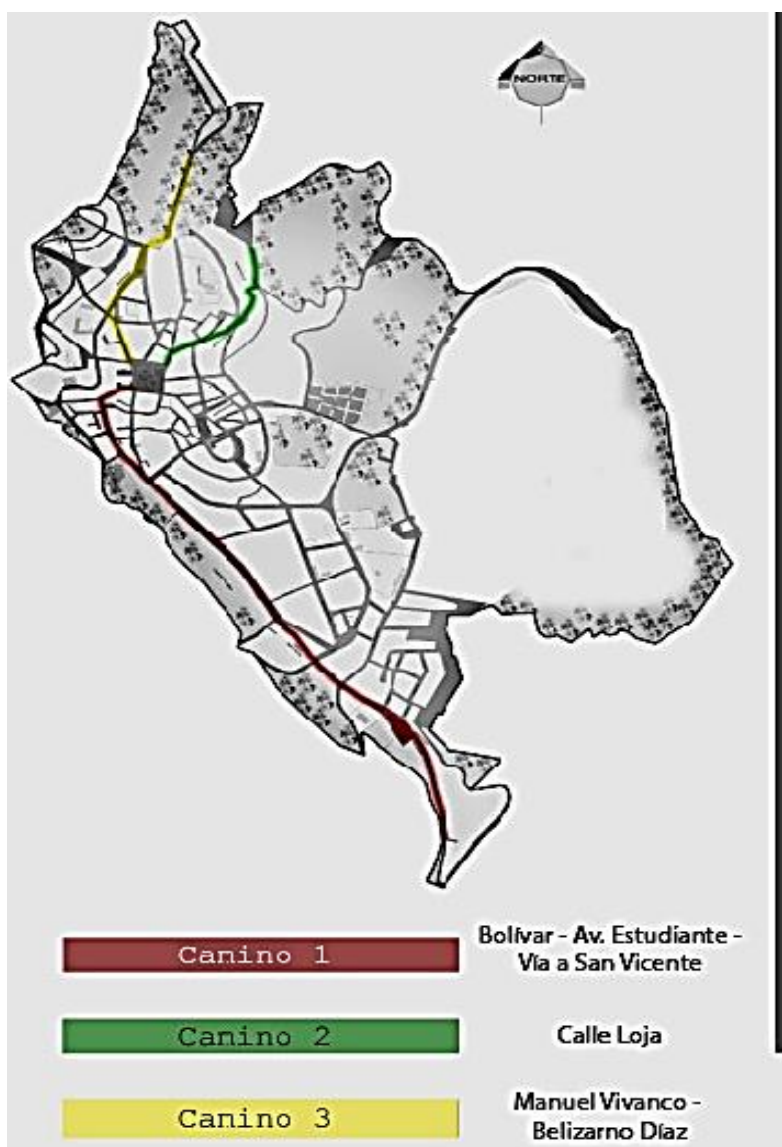 NORTE
Canino 1
Bolívar - Av. Estudiante -
Vía a San Vicente
Canino 2
Calle Loja
Canino 3
Manuel Vivanco -
Belizarno Díaz